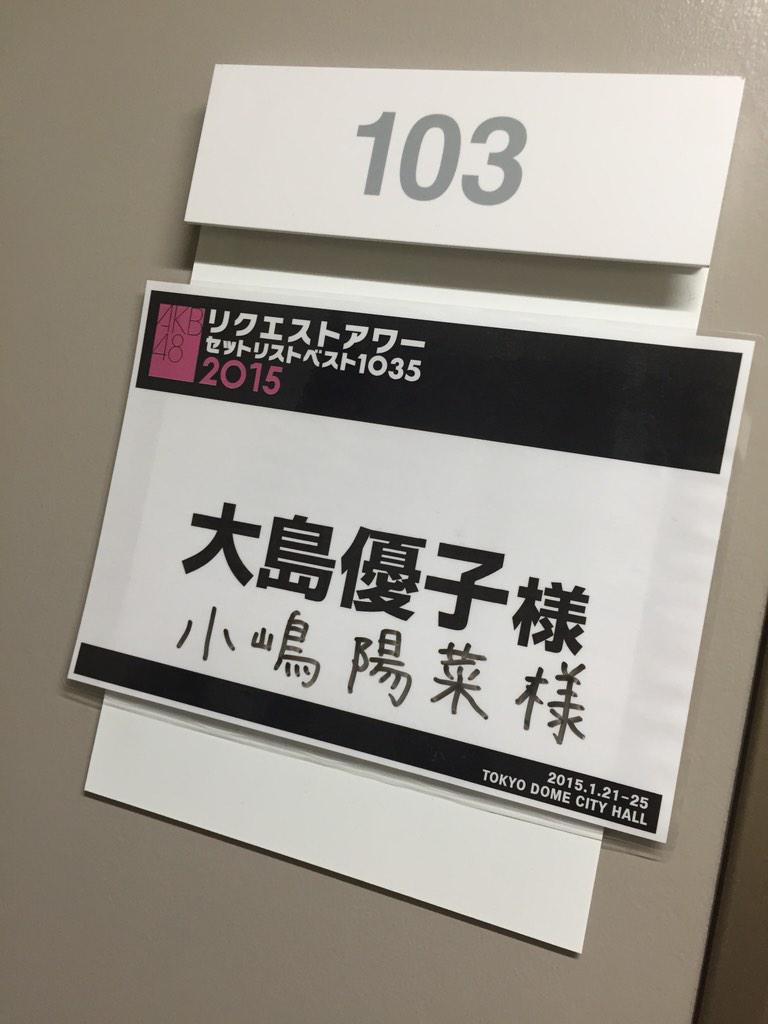 103
AKB
48
リクエストアワー
セットリストベスト1035
2015
大島優子様
小嶋陽菜様
2015.1.21-25
TOKYO DOME CITY HALL